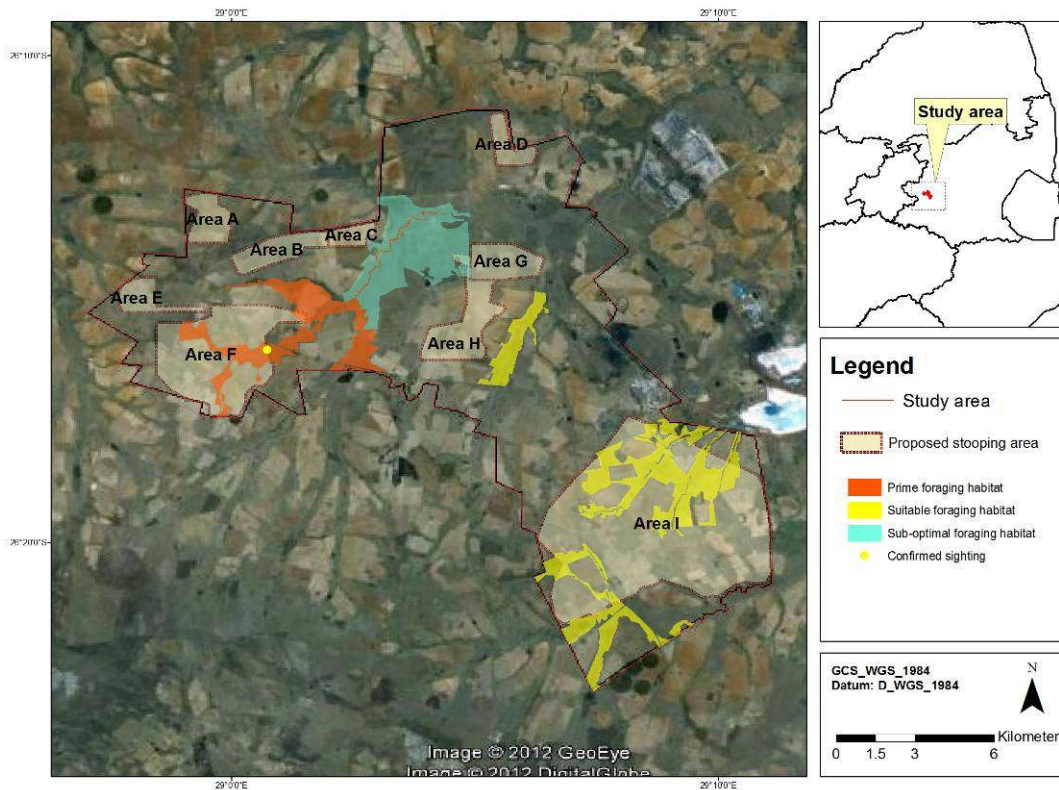 29°0'0"E
29°10'0"E
26°10'0"S
Area D
Area A
Area C
Area B
Area G
Area E
Area H
Area F
Area I
26°20'0"S
Image © 2012 GeoEye
Image © 2012 DigitalGlobe
29°0'0"E
29°10'0"E
Study area
Legend
Study area
Proposed stooping area
Prime foraging habitat
Suitable foraging habitat
Sub-optimal foraging habitat
Confirmed sighting
GCS_WGS_1984
Datum: D_WGS_1984
N
Kilometer
0 1.5 3 6